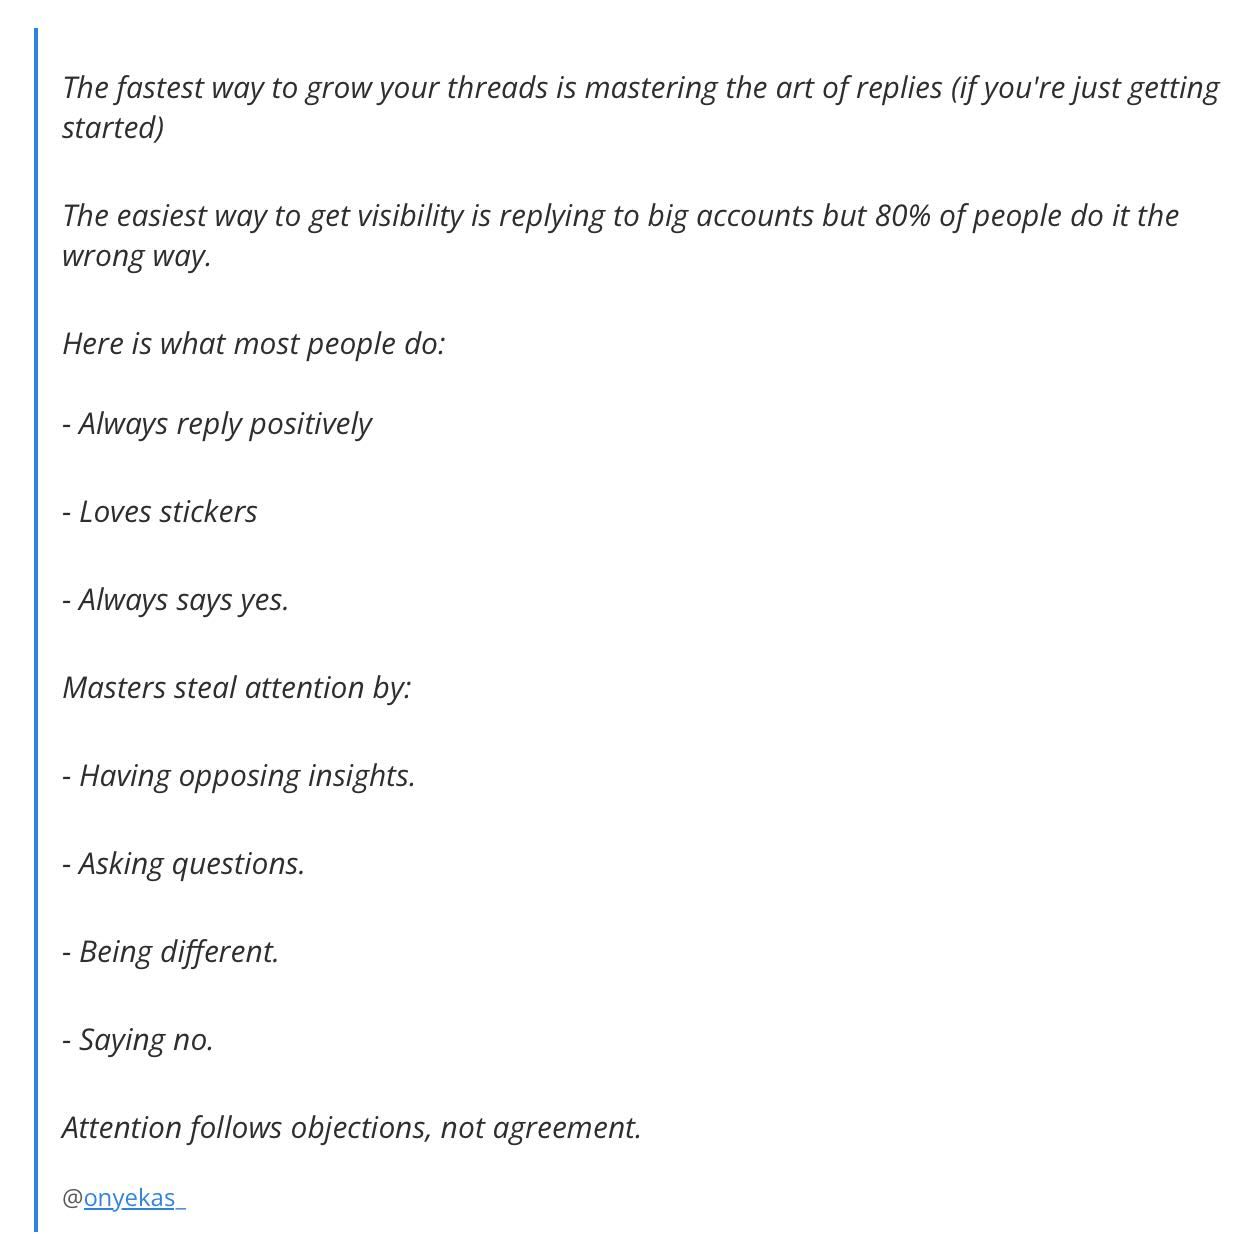 The fastest way to grow your threads is mastering the art of replies (if you're just getting
started)
The easiest way to get visibility is replying to big accounts but 80% of people do it the
wrong way.
Here is what most people do:
- Always reply positively
- Loves stickers
- Always says yes.
Masters steal attention by:
- Having opposing insights.
- Asking questions.
- Being different.
- Saying no.
Attention follows objections, not agreement.
@onyekas_